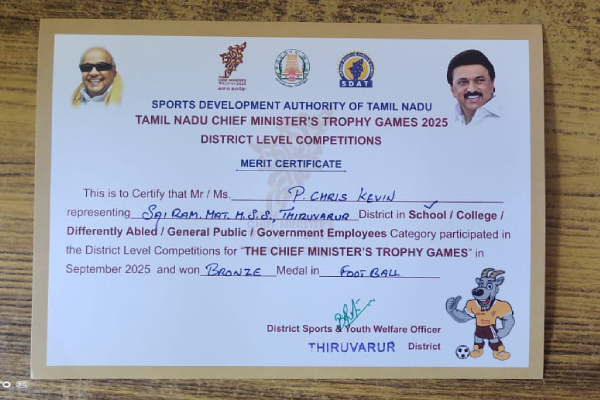 SDAT
SPORTS DEVELOPMENT AUTHORITY OF TAMIL NADU
TAMIL NADU CHIEF MINISTER'S TROPHY GAMES 2025
DISTRICT LEVEL COMPETITIONS
MERIT CERTIFICATE
This is to Certify that Mr / Ms. P. CHRIS KEVIN
representing SAI RAM. MAT. H.S.S., THIRUVARUR District in School / College /
Differently Abled / General Public / Government Employees Category participated in
the District Level Competitions for "THE CHIEF MINISTER'S TROPHY GAMES" in
September 2025 and won BRONZE Medal in FOOTBALL
District Sports & Youth Welfare Officer
THIRUVARUR District